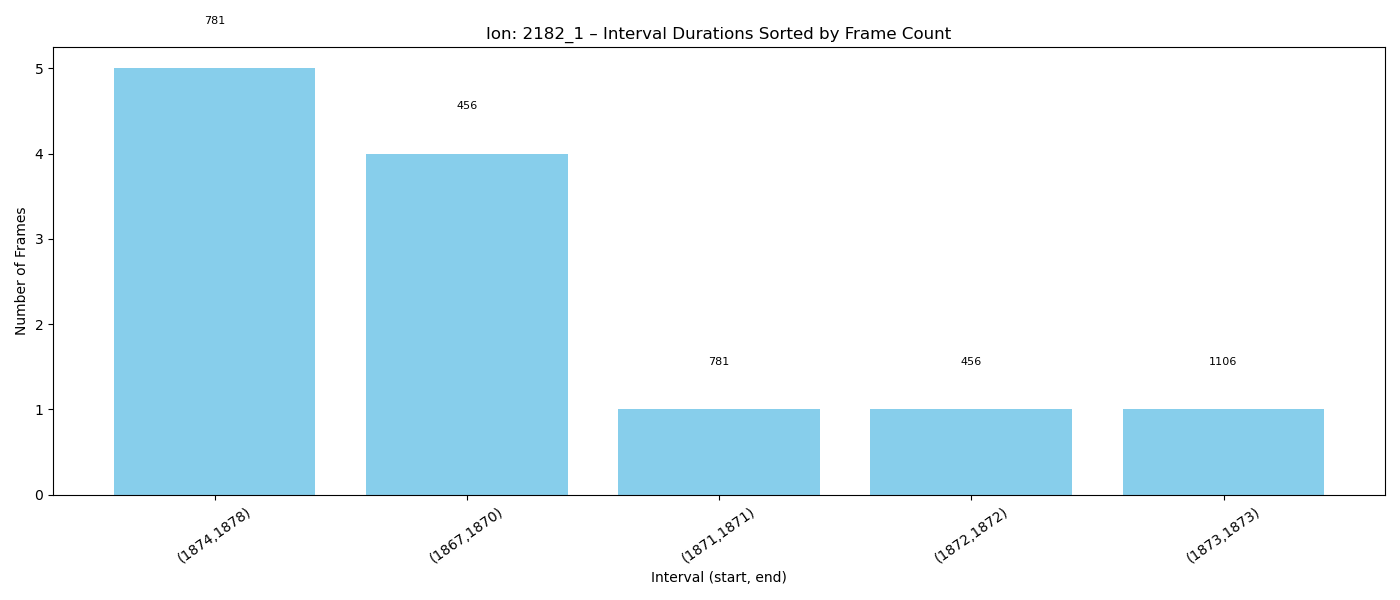 781
Ion: 2182_1 – Interval Durations Sorted by Frame Count
5
456
4
3
Number of Frames
2
781 456 1106
1
0
(1874,1878) (1867,1870) (1871,1871) (1872,1872) (1873,1873)
Interval (start, end)